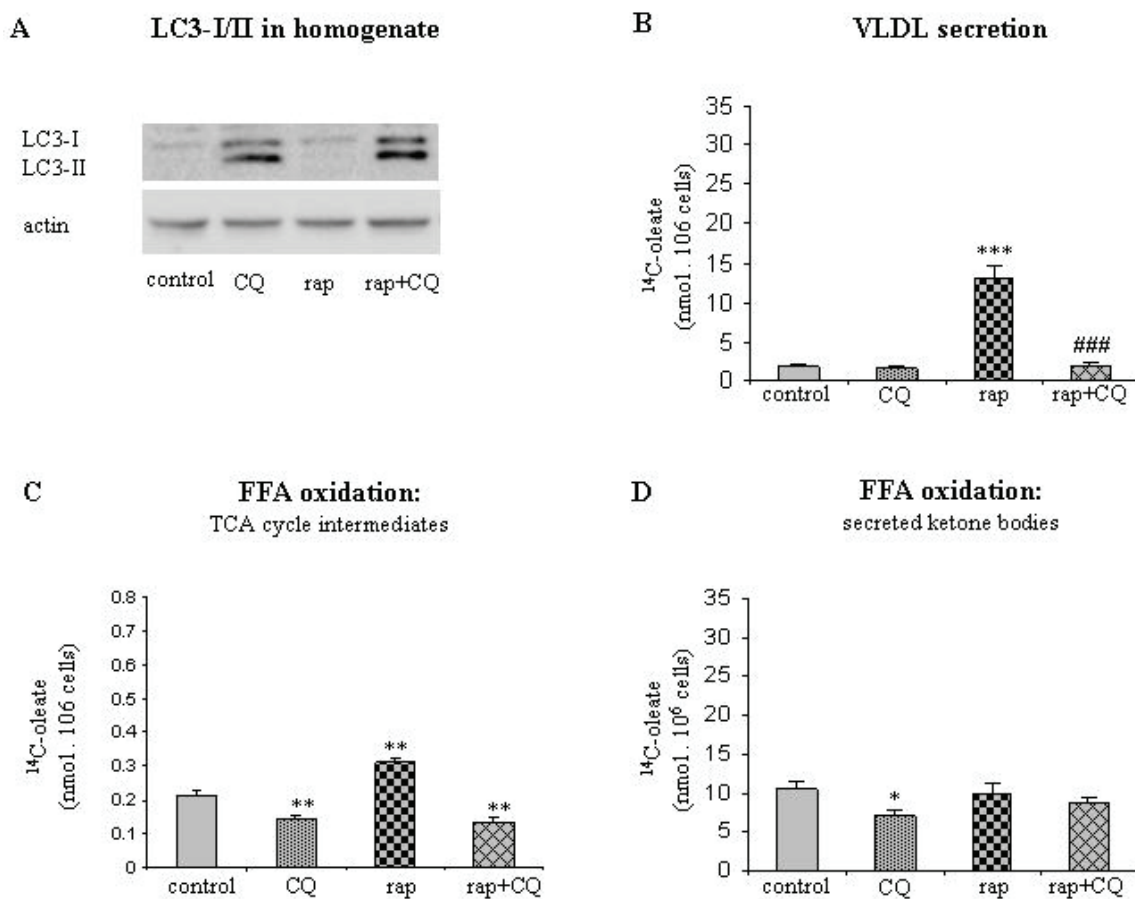 A LC3-I/II in homogenate
LC3-I
LC3-II
actin
control CQ rap rap+CQ
B VLDL secretion
14C-oleate
(nmol . 106 cells)
35
30
25
20
15
10
5
0
***
###
control CQ rap rap+CQ
C FFA oxidation:
TCA cycle intermediates
14C-oleate
(nmol . 106 cells)
0.8
0.7
0.6
0.5
0.4
0.3
0.2
0.1
0
**
**
**
control CQ rap rap+CQ
D FFA oxidation:
secreted ketone bodies
14C-oleate
(nmol . 10⁶ cells)
35
30
25
20
15
10
5
0
*
control CQ rap rap+CQ